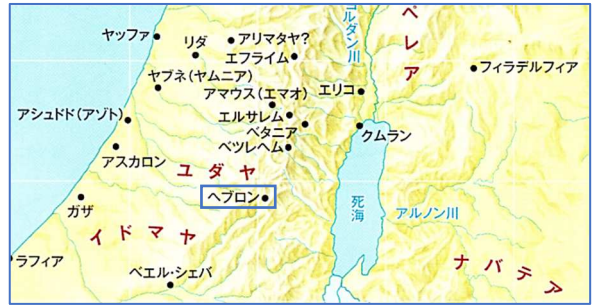 ヤッファ
リダ
アリマタヤ?
エフライム
ヨルダン川
ペレア
フィラデルフィア
ヤブネ(ヤムニア)
アマウス(エマオ)
エリコ
アシュドド(アゾト)
エルサレム
ベタニア
クムラン
ベツレヘム
アスカロン
ユダヤ
ヘブロン
ガザ
死海
アルノン川
イドマヤ
ラフィア
ベエル・シェバ
ナバテア